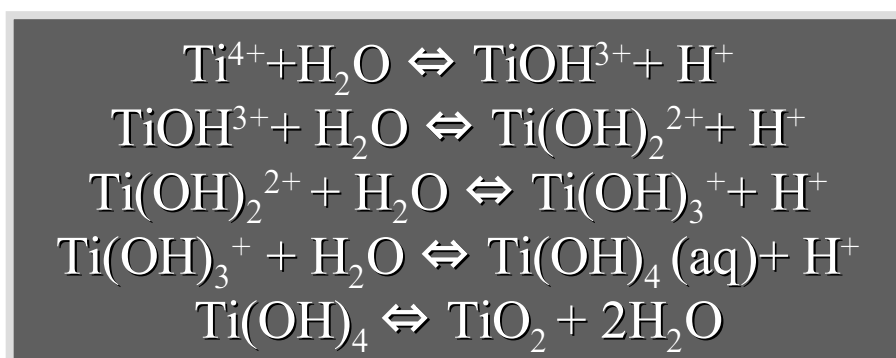 Ti⁴⁺+H₂O ⇔ TiOH³⁺+ H⁺
TiOH³⁺+ H₂O ⇔ Ti(OH)₂²⁺+ H⁺
Ti(OH)₂²⁺ + H₂O ⇔ Ti(OH)₃⁺+ H⁺
Ti(OH)₃⁺ + H₂O ⇔ Ti(OH)₄ (aq)+ H⁺
Ti(OH)₄ ⇔ TiO₂ + 2H₂O